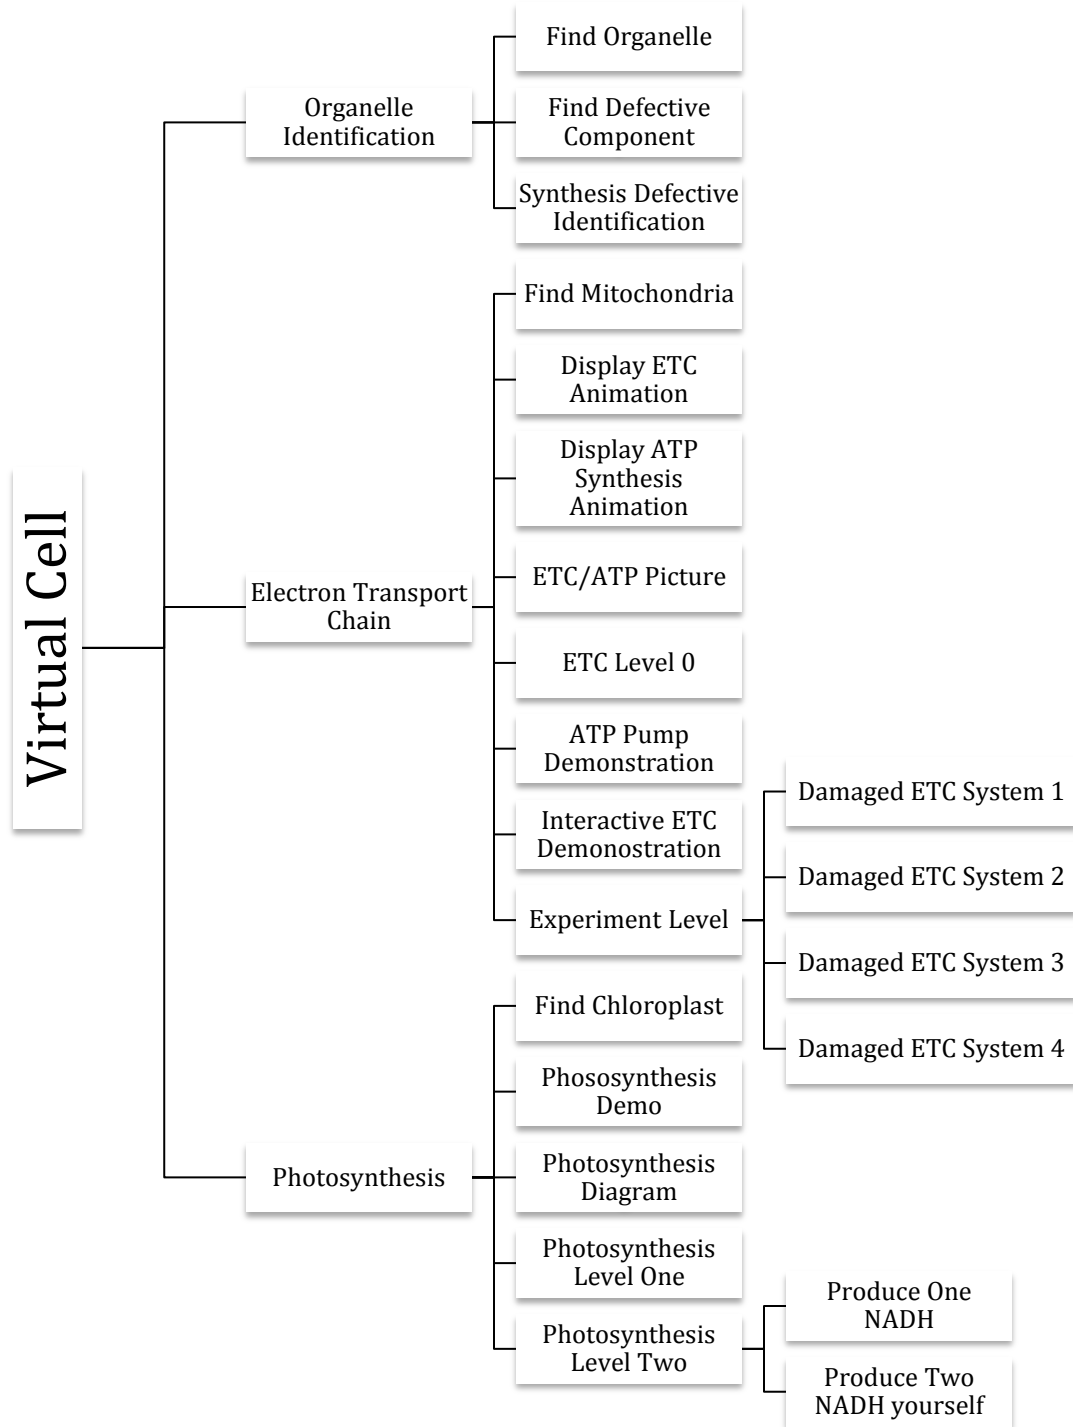 Virtual Cell
Organelle
Identification
Find Organelle
Find Defective
Component
Synthesis Defective
Identification
Electron Transport
Chain
Find Mitochondria
Display ETC
Animation
Display ATP
Synthesis
Animation
ETC/ATP Picture
ETC Level 0
ATP Pump
Demonstration
Interactive ETC
Demonostration
Experiment Level
Damaged ETC System 1
Damaged ETC System 2
Damaged ETC System 3
Damaged ETC System 4
Photosynthesis
Find Chloroplast
Phososynthesis
Demo
Photosynthesis
Diagram
Photosynthesis
Level One
Photosynthesis
Level Two
Produce One
NADH
Produce Two
NADH yourself